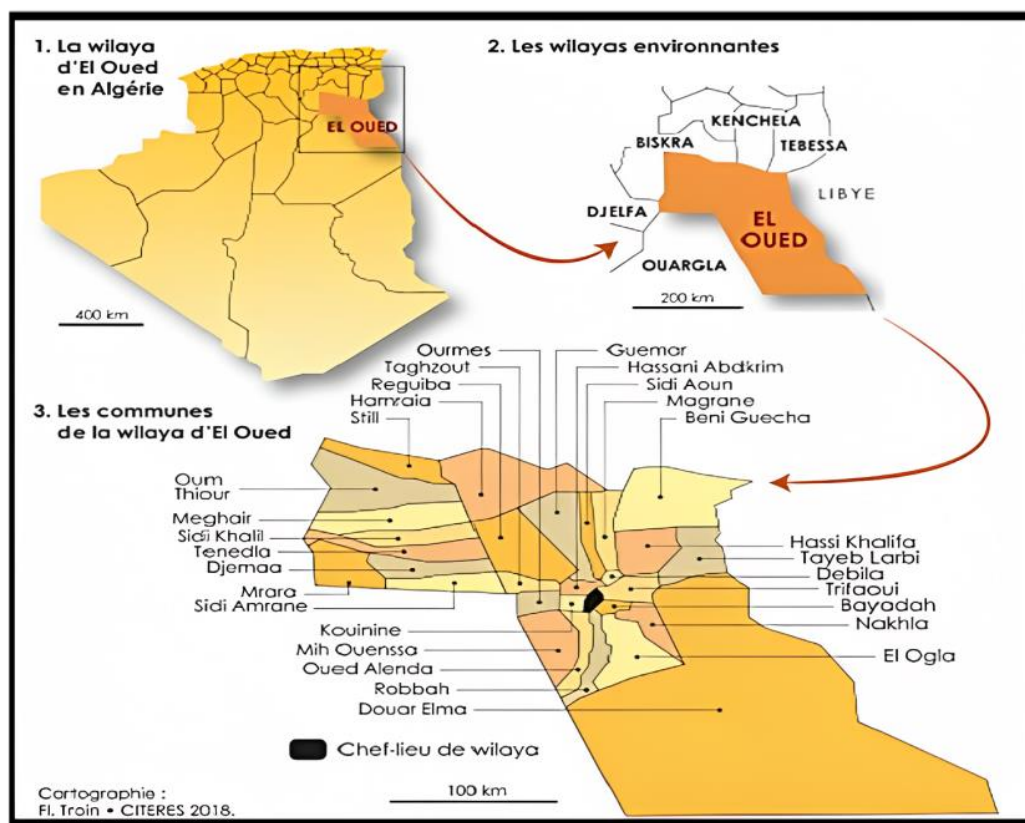 1. La wilaya
d'El Oued
en Algérie
EL OUED
400 km
2. Les wilayas environnantes
KENCHELA
BISKRA
TEBESSA
LIBYE
DJELFA
EL
OUED
OUARGLA
200 km
3. Les communes
de la wilaya d'El Oued
Ourmes
Taghzout
Reguiba
Hamraia
Still
Guemar
Hassani Abdkrim
Sidi Aoun
Magrane
Beni Guecha
Oum
Thiour
Meghair
Sidi Khalil
Tenedla
Djemaa
Mrara
Sidi Amrane
Hassi Khalifa
Tayeb Larbi
Debila
Trifaoui
Bayadah
Nakhla
El Ogla
Kouinine
Mih Ouenssa
Oued Alenda
Robbah
Douar Elma
Chef-lieu de wilaya
100 km
Cartographie :
Fl. Troin • CITERES 2018.